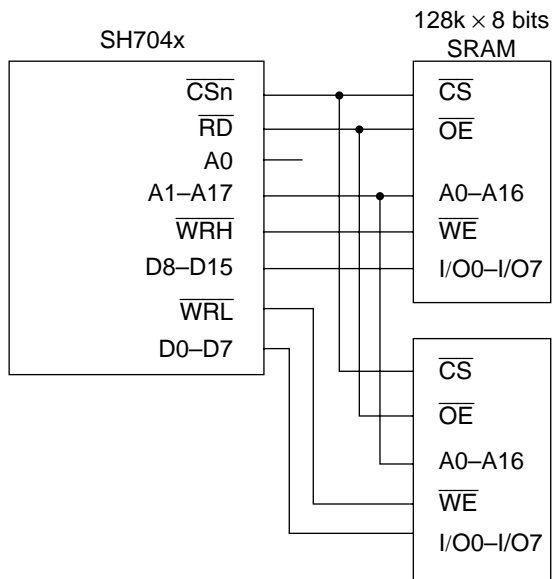 SH704x
CSn
RD
A0
A1–A17
WRH
D8–D15
WRL
D0–D7
128k × 8 bits
SRAM
CS
OE
A0–A16
WE
I/O0–I/O7
CS
OE
A0–A16
WE
I/O0–I/O7